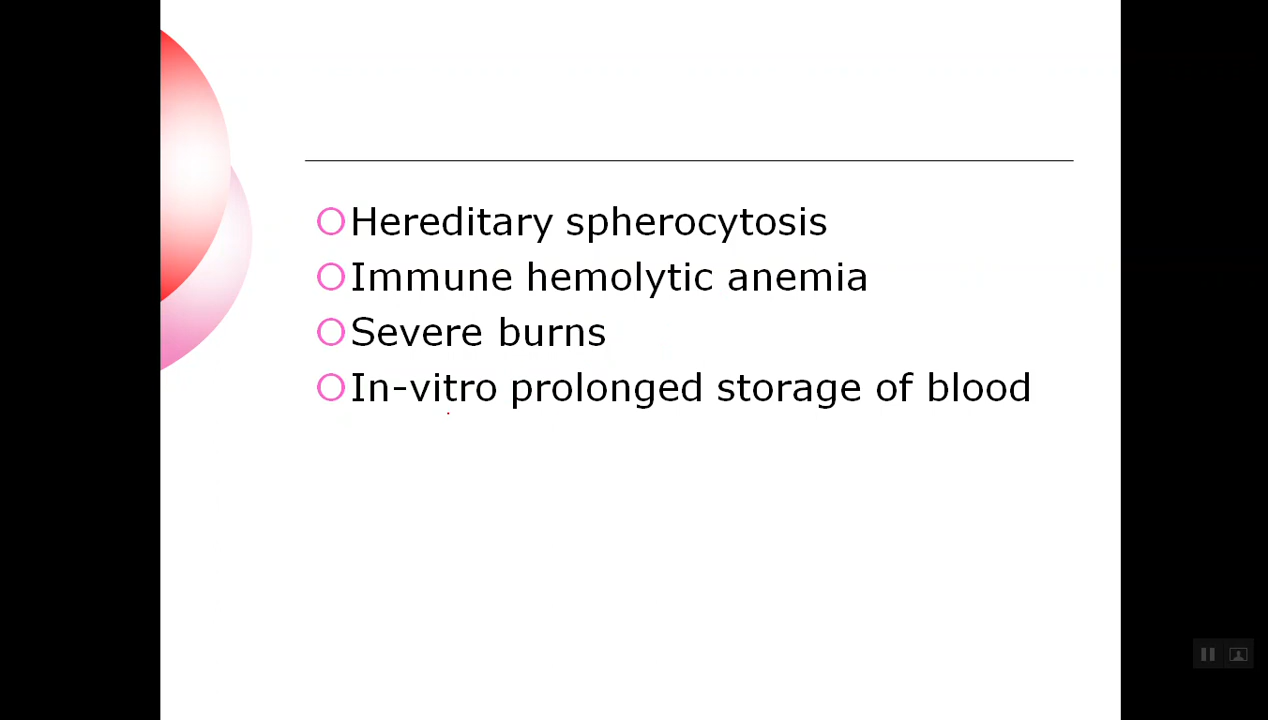 Hereditary spherocytosis
Immune hemolytic anemia
Severe burns
In-vitro prolonged storage of blood